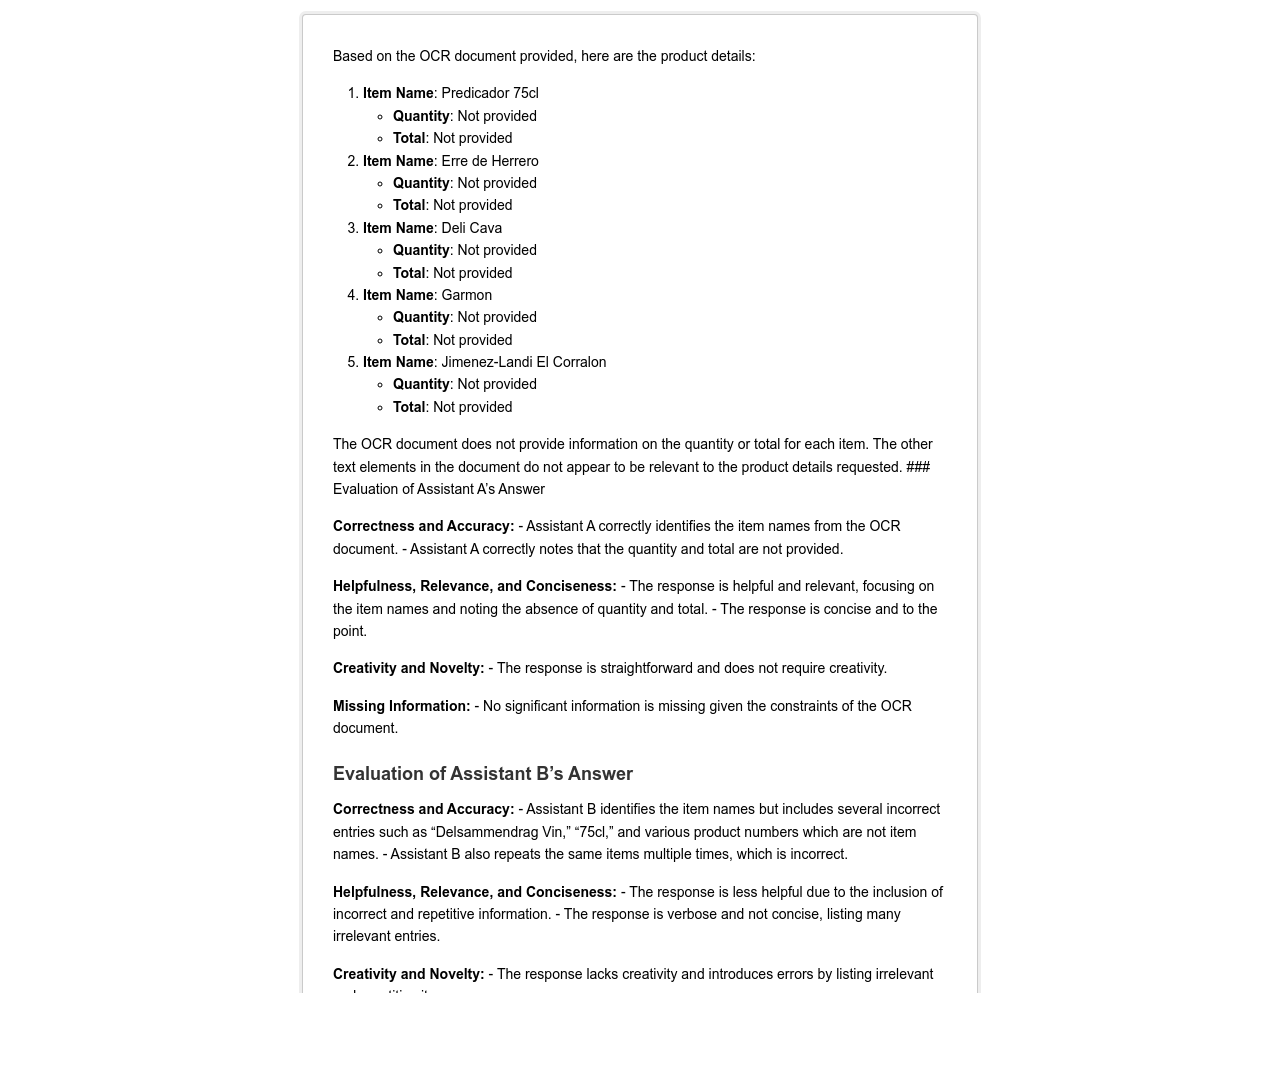 Based on the OCR document provided, here are the product details:
1. Item Name: Predicador 75cl
◦ Quantity: Not provided
◦ Total: Not provided
2. Item Name: Erre de Herrero
◦ Quantity: Not provided
◦ Total: Not provided
3. Item Name: Deli Cava
◦ Quantity: Not provided
◦ Total: Not provided
4. Item Name: Garmon
◦ Quantity: Not provided
◦ Total: Not provided
5. Item Name: Jimenez-Landi El Corralon
◦ Quantity: Not provided
◦ Total: Not provided
The OCR document does not provide information on the quantity or total for each item. The other
text elements in the document do not appear to be relevant to the product details requested. ###
Evaluation of Assistant A’s Answer
Correctness and Accuracy: - Assistant A correctly identifies the item names from the OCR
document. - Assistant A correctly notes that the quantity and total are not provided.
Helpfulness, Relevance, and Conciseness: - The response is helpful and relevant, focusing on
the item names and noting the absence of quantity and total. - The response is concise and to the
point.
Creativity and Novelty: - The response is straightforward and does not require creativity.
Missing Information: - No significant information is missing given the constraints of the OCR
document.
Evaluation of Assistant B’s Answer
Correctness and Accuracy: - Assistant B identifies the item names but includes several incorrect
entries such as “Delsammendrag Vin,” “75cl,” and various product numbers which are not item
names. - Assistant B also repeats the same items multiple times, which is incorrect.
Helpfulness, Relevance, and Conciseness: - The response is less helpful due to the inclusion of
incorrect and repetitive information. - The response is verbose and not concise, listing many
irrelevant entries.
Creativity and Novelty: - The response lacks creativity and introduces errors by listing irrelevant